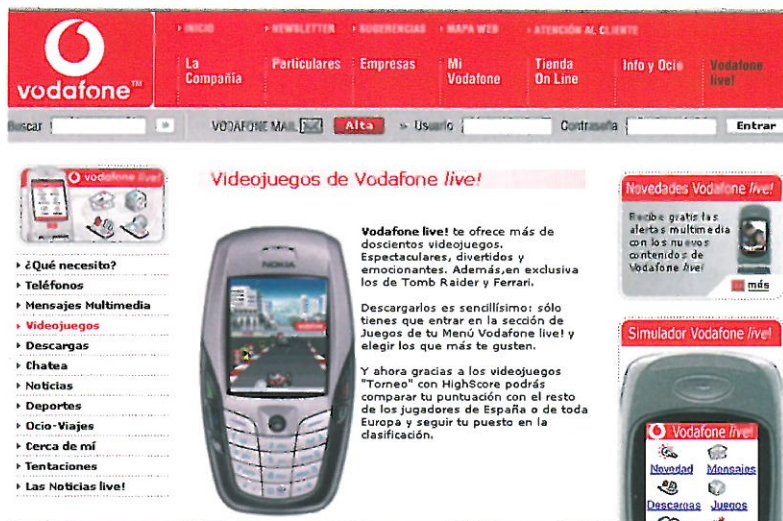 INICIO NEWSLETTER SUGERENCIAS MAPA WEB ATENCIÓN AL CLIENTE
vodafone™
La Compañía
Particulares
Empresas
Mi Vodafone
Tienda On Line
Info y Ocio
Vodafone live!
Buscar
VODAFONE MAIL
Alta
» Usuario
Contraseña
Entrar
vodafone live!
¿Qué necesito?
Teléfonos
Mensajes Multimedia
Videojuegos
Descargas
Chatea
Noticias
Deportes
Ocio-Viajes
Cerca de mí
Tentaciones
Las Noticias live!
Videojuegos de Vodafone live!
NOKIA
Vodafone live! te ofrece más de
doscientos videojuegos.
Espectaculares, divertidos y
emocionantes. Además,en exclusiva
los de Tomb Raider y Ferrari.
Descargarlos es sencillísimo: sólo
tienes que entrar en la sección de
Juegos de tu Menú Vodafone live! y
elegir los que más te gusten.
Y ahora gracias a los videojuegos
"Torneo" con HighScore podrás
comparar tu puntuación con el resto
de los jugadores de España o de toda
Europa y seguir tu puesto en la
clasificación.
Novedades Vodafone live!
Recibe gratis las
alertas multimedia
con los nuevos
contenidos de
Vodafone live!
más
Simulador Vodafone live!
Vodafone live!
Novedad Mensajes
Descargas Juegos